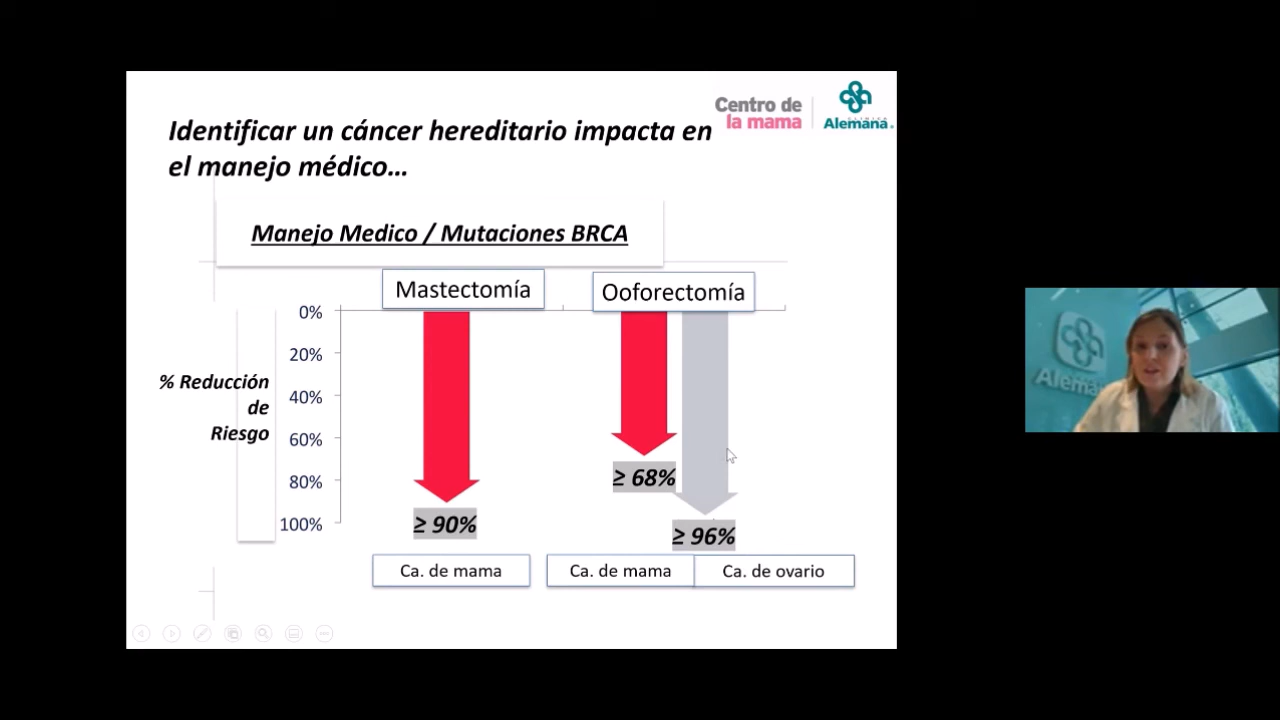 Identificar un cáncer hereditario impacta en
el manejo médico...
Centro de
la mama
Alemana
Manejo Medico / Mutaciones BRCA
Mastectomía
Ooforectomía
0%
20%
40%
60%
80%
100%
% Reducción
de
Riesgo
≥ 90%
≥ 68%
≥ 96%
Ca. de mama
Ca. de mama
Ca. de ovario